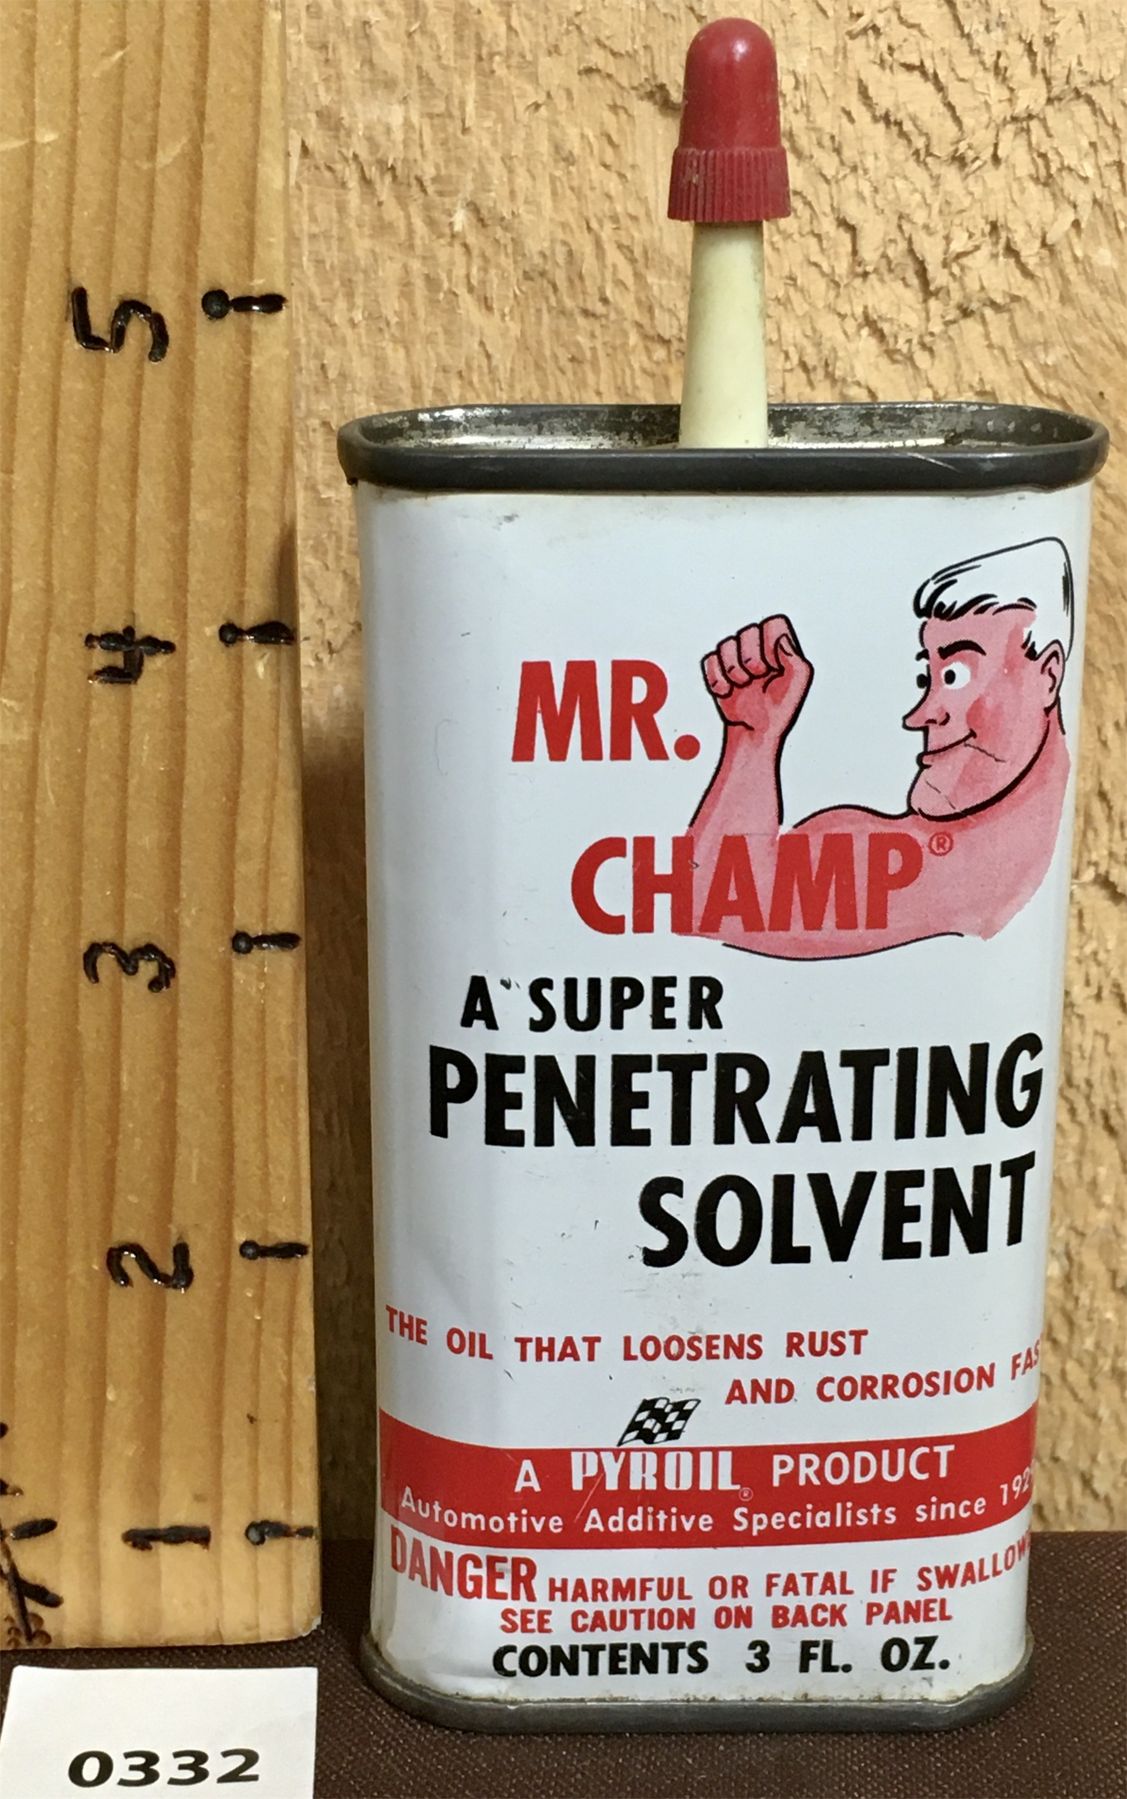 5
4
3
2
1
MR.
CHAMP®
A SUPER
PENETRATING
SOLVENT
THE OIL THAT LOOSENS RUST
AND CORROSION
A PYROIL® PRODUCT
Automotive Additive Specialists since
DANGER HARMFUL OR FATAL IF
SEE CAUTION ON BACK PANEL
CONTENTS 3 FL. OZ.
0332